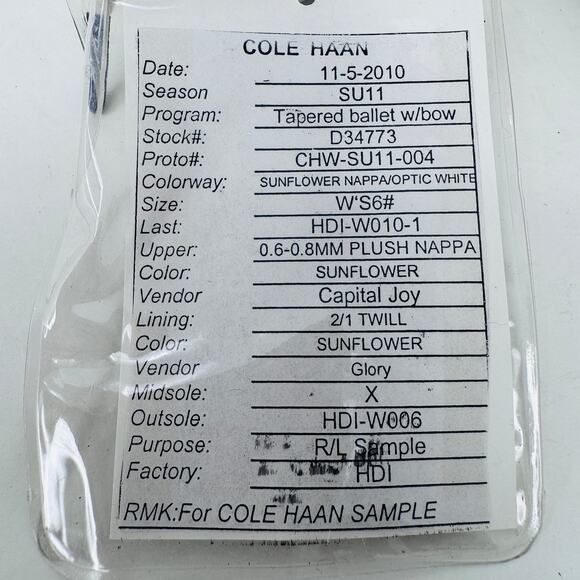 COLE HAAN
Date: 11-5-2010
Season SU11
Program: Tapered ballet w/bow
Stock#: D34773
Proto#: CHW-SU11-004
Colorway: SUNFLOWER NAPPA/OPTIC WHITE
Size: W'S6#
Last: HDI-W010-1
Upper: 0.6-0.8MM PLUSH NAPPA
Color: SUNFLOWER
Vendor Capital Joy
Lining: 2/1 TWILL
Color: SUNFLOWER
Vendor Glory
Midsole: X
Outsole: HDI-W006
Purpose: R/L Sample
Factory: HDI
RMK:For COLE HAAN SAMPLE